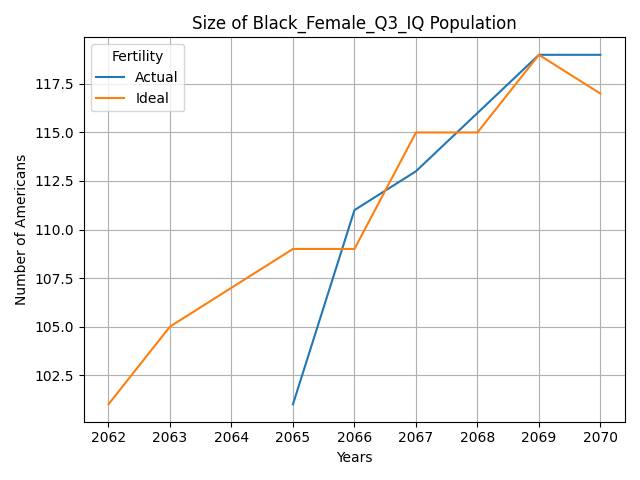 Size of Black_Female_Q3_IQ Population
Fertility
Actual
Ideal
Number of Americans
117.5
115.0
112.5
110.0
107.5
105.0
102.5
2062 2063 2064 2065 2066 2067 2068 2069 2070
Years